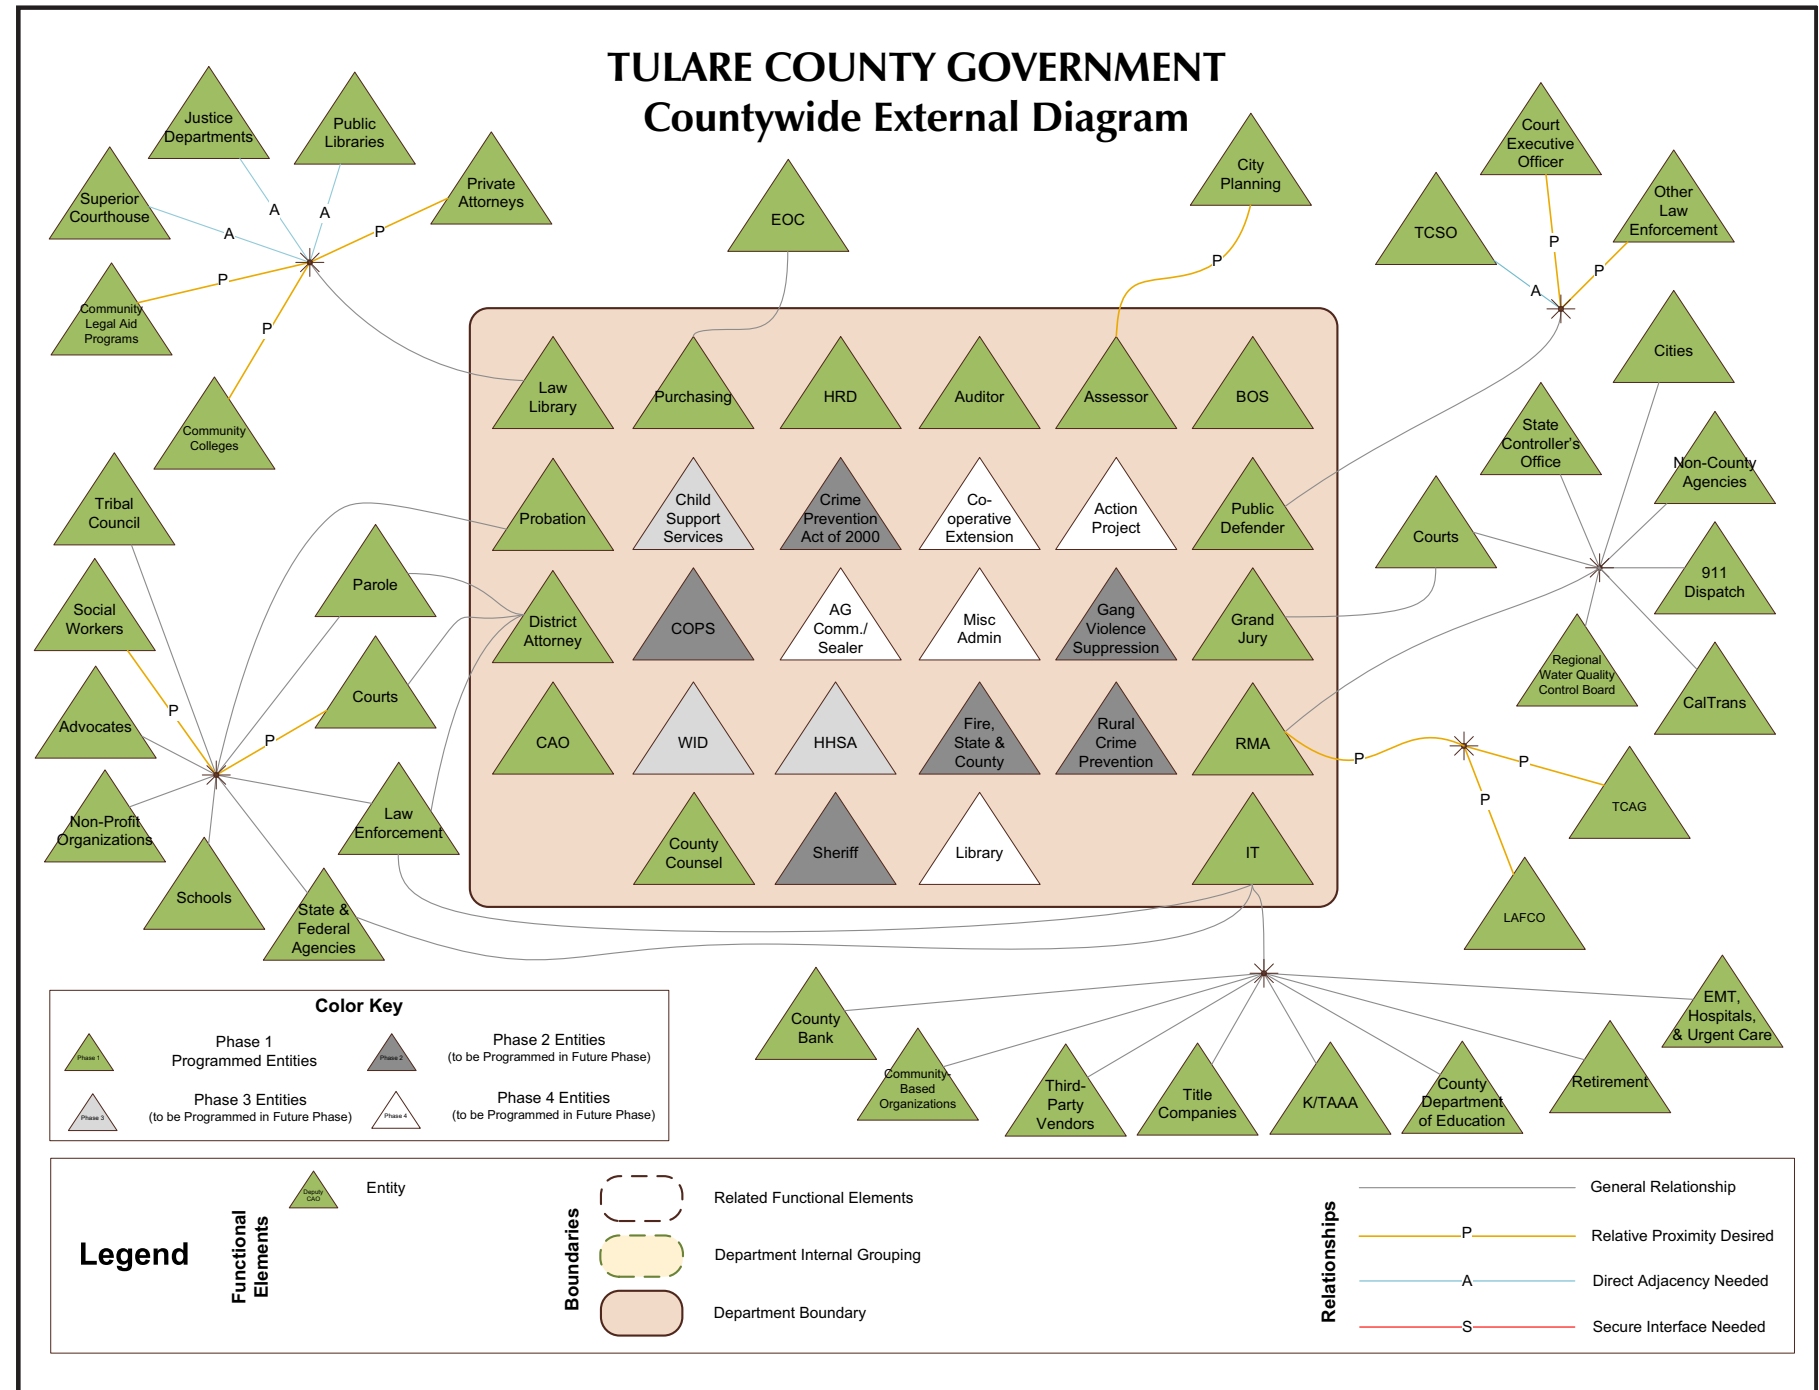 TULARE COUNTY GOVERNMENT
Countywide External Diagram
Justice
Departments
Public
Libraries
Superior
Courthouse
Private
Attorneys
A
A
A
P
P
P
Community
Legal Aid
Programs
Community
Colleges
EOC
City
Planning
P
Court
Executive
Officer
TCSO
Other
Law
Enforcement
P
P
A
Cities
State
Controller's
Office
Non-County
Agencies
Courts
911
Dispatch
Regional
Water Quality
Control Board
CalTrans
Law
Library
Purchasing
HRD
Auditor
Assessor
BOS
Probation
Child
Support
Services
Crime
Prevention
Act of 2000
Co-
operative
Extension
Action
Project
Public
Defender
District
Attorney
COPS
AG
Comm./
Sealer
Misc
Admin
Gang
Violence
Suppression
Grand
Jury
CAO
WID
HHSA
Fire,
State &
County
Rural
Crime
Prevention
RMA
County
Counsel
Sheriff
Library
IT
Tribal
Council
Social
Workers
Parole
Advocates
P
P
Courts
Non-Profit
Organizations
Law
Enforcement
Schools
State &
Federal
Agencies
P
P
P
TCAG
LAFCO
County
Bank
Community-
Based
Organizations
Third-
Party
Vendors
Title
Companies
K/TAAA
County
Department
of Education
Retirement
EMT,
Hospitals,
& Urgent Care
Color Key
Phase 1
Phase 1
Programmed Entities
Phase 2
Phase 2 Entities
(to be Programmed in Future Phase)
Phase 3
Phase 3 Entities
(to be Programmed in Future Phase)
Phase 4
Phase 4 Entities
(to be Programmed in Future Phase)
Legend
Functional
Elements
Deputy
CAO
Entity
Boundaries
Related Functional Elements
Department Internal Grouping
Department Boundary
Relationships
General Relationship
P
Relative Proximity Desired
A
Direct Adjacency Needed
S
Secure Interface Needed